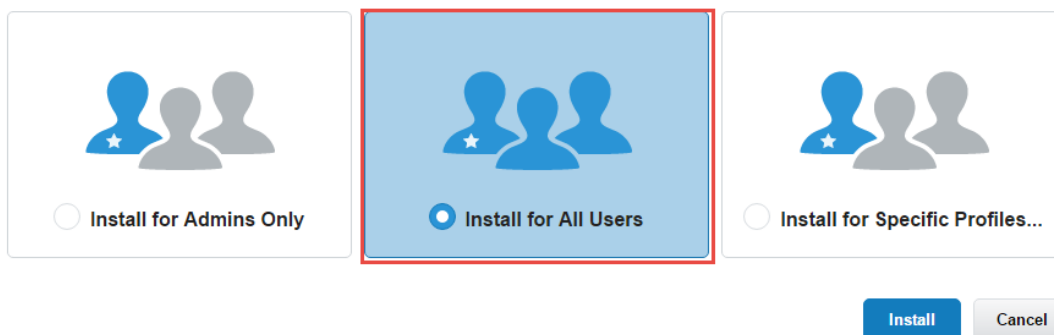 Install for Admins Only
Install for All Users
Install for Specific Profiles...
Install
Cancel